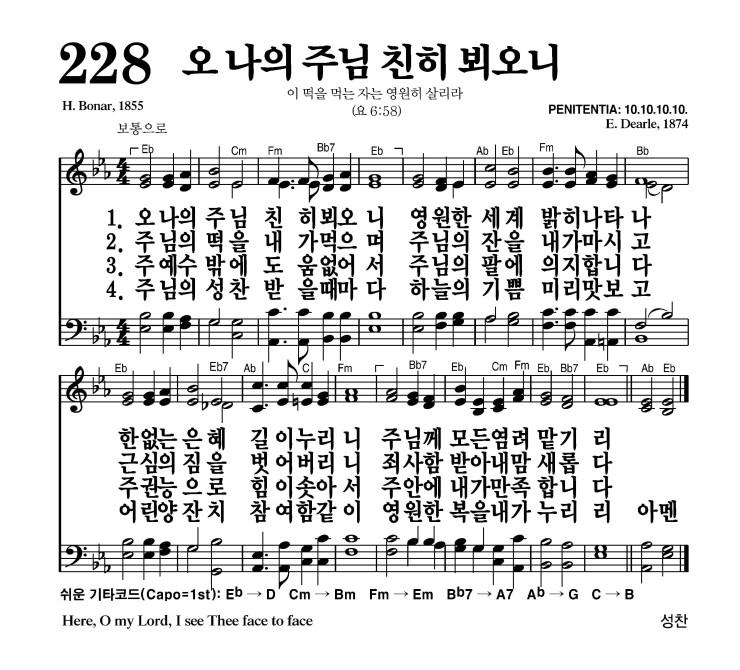 228 오 나의 주님 친히 뵈오니
이 떡을 먹는 자는 영원히 살리라
(요 6:58)
H. Bonar, 1855
PENITENTIA: 10.10.10.10.
E. Dearle, 1874
보통으로
Eb Cm Fm Bb7 Eb Ab Eb Fm Bb
1. 오 나의 주님 친 히뵈오 니 영원한 세계 밝히나타 나
2. 주님의 떡을 내 가먹으 며 주님의 잔을 내가마시 고
3. 주예수 밖에 도 움없어 서 주님의 팔에 의지합니 다
4. 주님의 성찬 받 을때마 다 하늘의 기쁨 미리맛보 고
Eb Eb7 Ab C Fm Bb7 Eb Cm Fm Eb Bb7 Eb Ab Eb
한없는 은혜 길 이누리 니 주님께 모든염려 맡기 리
근심의 짐을 벗 어버리 니 죄사함 받아내맘 새롭 다
주권능 으로 힘 이솟아 서 주안에 내가만족 합니 다
어린양 잔치 참 여함같 이 영원한 복을내가 누리 리 아멘
쉬운 기타코드(Capo=1st): Eb → D Cm → Bm Fm → Em Bb7 → A7 Ab → G C → B
Here, O my Lord, I see Thee face to face
성찬